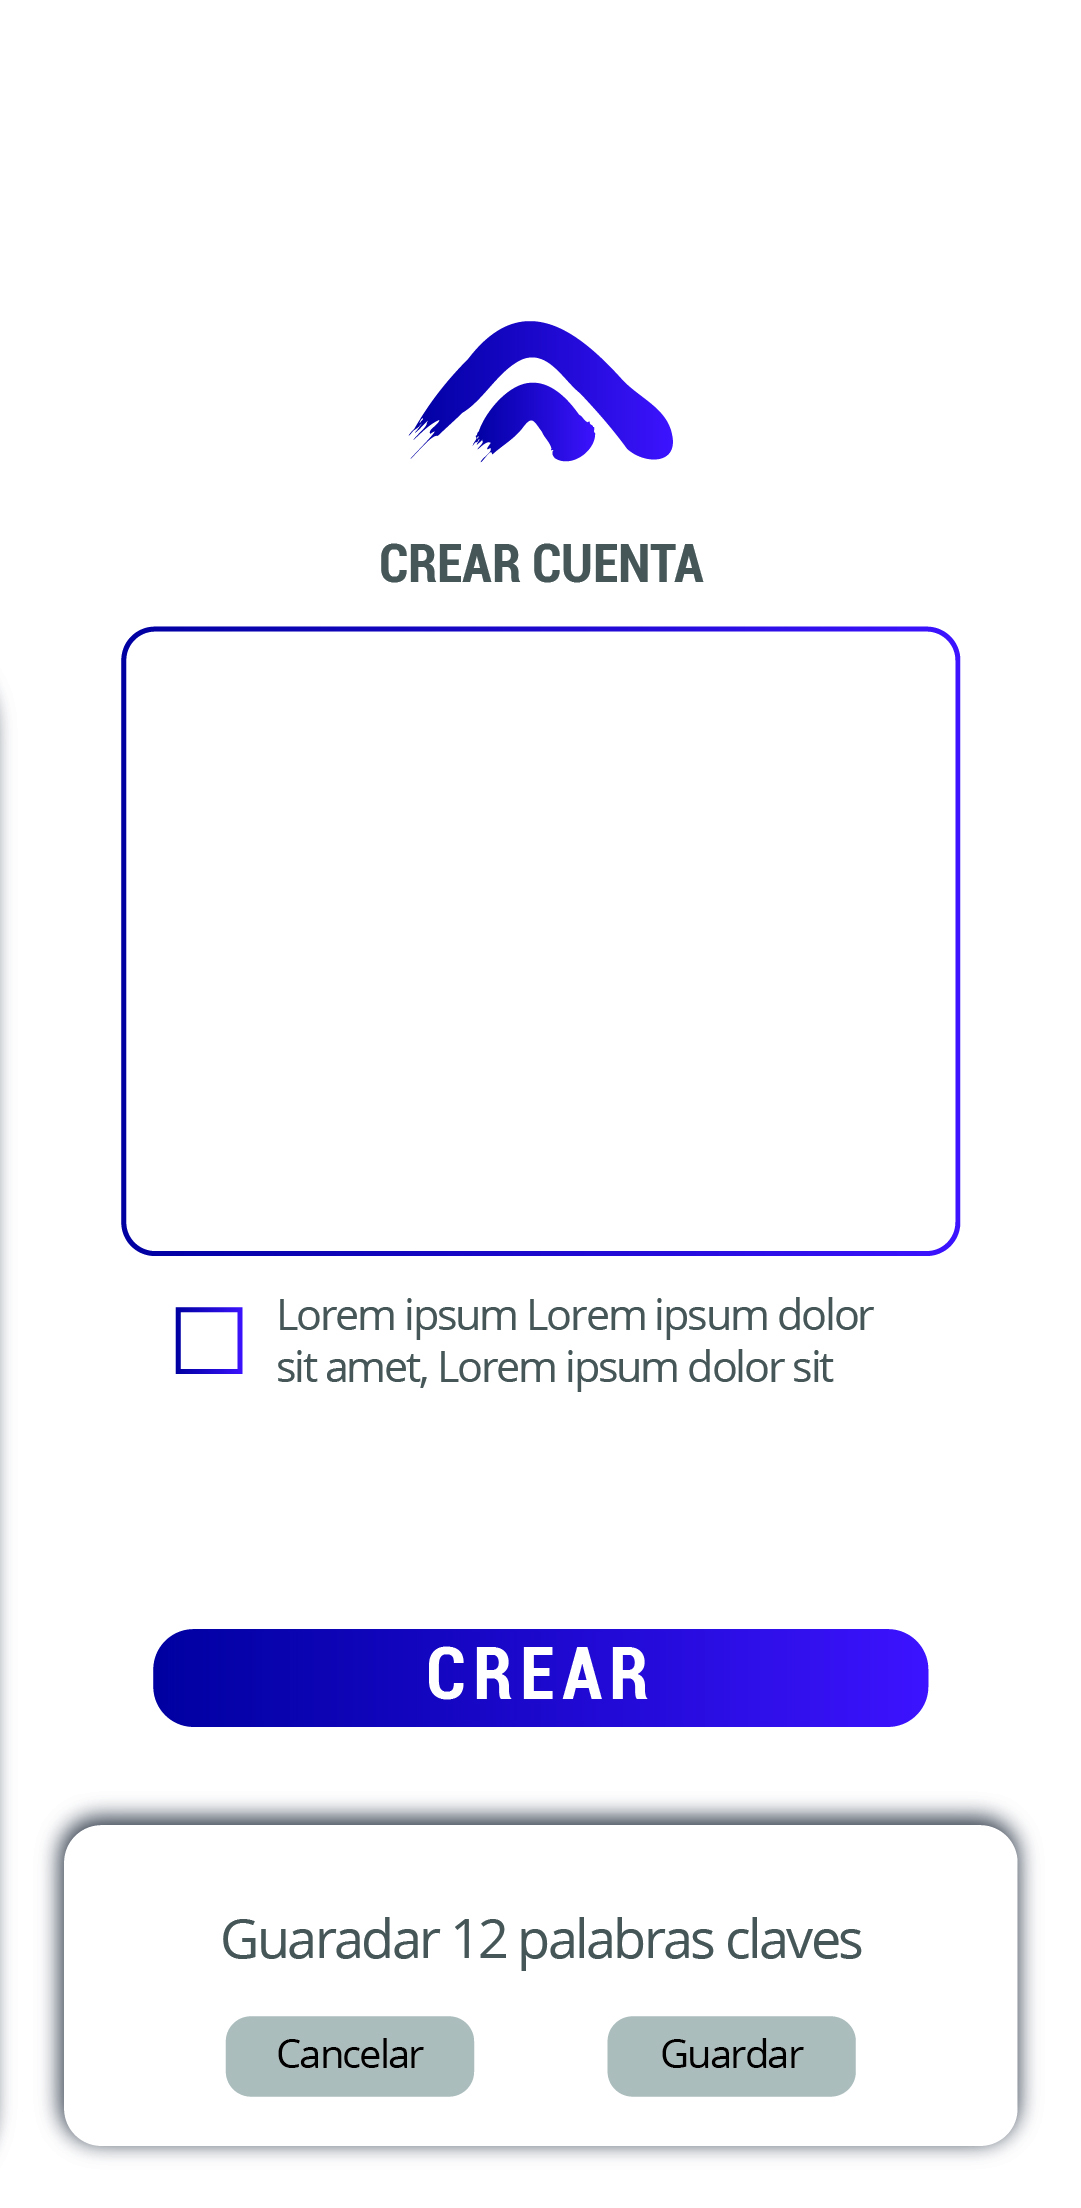 CREAR CUENTA
Lorem ipsum Lorem ipsum dolor
sit amet, Lorem ipsum dolor sit
CREAR
Guaradar 12 palabras claves
Cancelar
Guardar